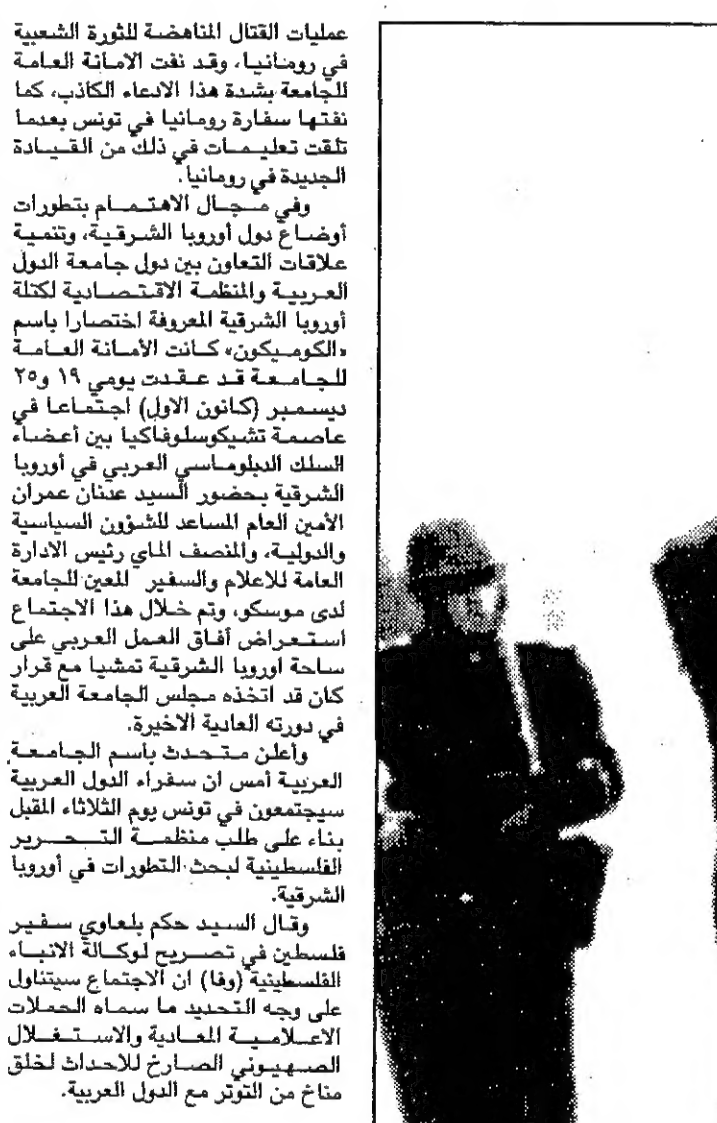 عمليات القتال المناهضة للثورة الشعبية
في رومانيا، وقد نفت الامانة العامة
للجامعة بشدة هذا الادعاء الكاذب، كما
نفتها سفارة رومانيا في تونس بعدما
تلقت تعليمات في ذلك من القيادة
الجديدة في رومانيا.
وفي مجال الاهتمام بتطورات
أوضاع دول أوروبا الشرقية، وتنمية
علاقات التعاون بين دول جامعة الدول
العربية والمنظمة الاقتصادية لكتلة
أوروبا الشرقية المعروفة اختصارا باسم
«الكوميكون» كانت الأمانة العامة
للجامعة قد عقدت يومي ١٩ و٢٥
ديسمبر (كانون الاول) اجتماعا في
عاصمة تشيكوسلوفاكيا بين أعضاء
السلك الدبلوماسي العربي في أوروبا
الشرقية بحضور السيد عدنان عمران
الأمين العام المساعد للشؤون السياسية
والدولية، والمنصف الماي رئيس الادارة
العامة للاعلام والسفير المعين للجامعة
لدى موسكو، وتم خلال هذا الاجتماع
استعراض أفاق العمل العربي على
ساحة اوروبا الشرقية تمشيا مع قرار
كان قد اتخذه مجلس الجامعة العربية
في دورته العادية الاخيرة.
وأعلن متحدث باسم الجامعة
العربية أمس ان سفراء الدول العربية
سيجتمعون في تونس يوم الثلاثاء المقبل
بناء على طلب منظمة التحرير
الفلسطينية لبحث التطورات في أوروبا
الشرقية.
وقال السيد حكم بلعاوي سفير
فلسطين في تصريح لوكالة الانباء
الفلسطينية (وفا) ان الاجتماع سيتناول
على وجه التحديد ما سماه الحملات
الاعلامية المعادية والاستغلال
الصهيوني الصارخ للاحداث لخلق
مناخ من التوتر مع الدول العربية.